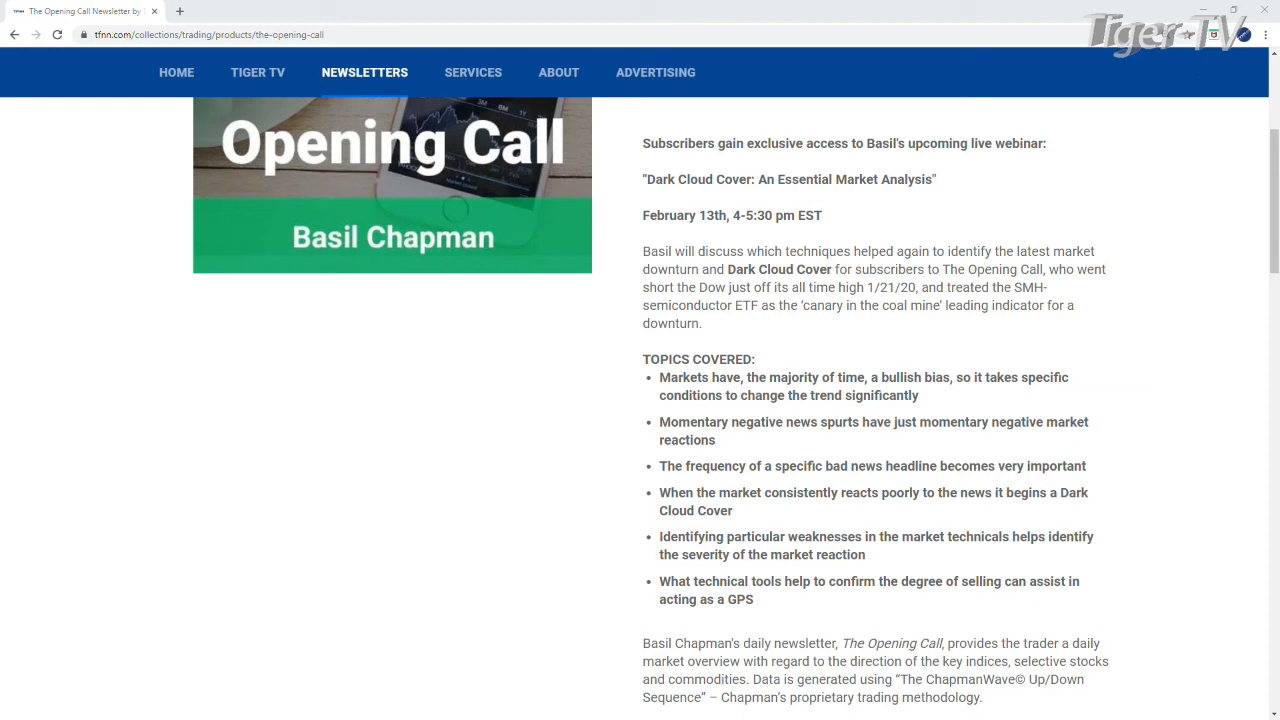 The Opening Call Newsletter by
Tiger-TV
tfnn.com/collections/trading/products/the-opening-call
HOME TIGER TV NEWSLETTERS SERVICES ABOUT ADVERTISING
Opening Call
Basil Chapman
Subscribers gain exclusive access to Basil's upcoming live webinar:
"Dark Cloud Cover: An Essential Market Analysis"
February 13th, 4-5:30 pm EST
Basil will discuss which techniques helped again to identify the latest market
downturn and Dark Cloud Cover for subscribers to The Opening Call, who went
short the Dow just off its all time high 1/21/20, and treated the SMH-
semiconductor ETF as the ‘canary in the coal mine’ leading indicator for a
downturn.
TOPICS COVERED:
• Markets have, the majority of time, a bullish bias, so it takes specific
conditions to change the trend significantly
• Momentary negative news spurts have just momentary negative market
reactions
• The frequency of a specific bad news headline becomes very important
• When the market consistently reacts poorly to the news it begins a Dark
Cloud Cover
• Identifying particular weaknesses in the market technicals helps identify
the severity of the market reaction
• What technical tools help to confirm the degree of selling can assist in
acting as a GPS
Basil Chapman's daily newsletter, The Opening Call, provides the trader a daily
market overview with regard to the direction of the key indices, selective stocks
and commodities. Data is generated using “The ChapmanWave© Up/Down
Sequence” – Chapman’s proprietary trading methodology.